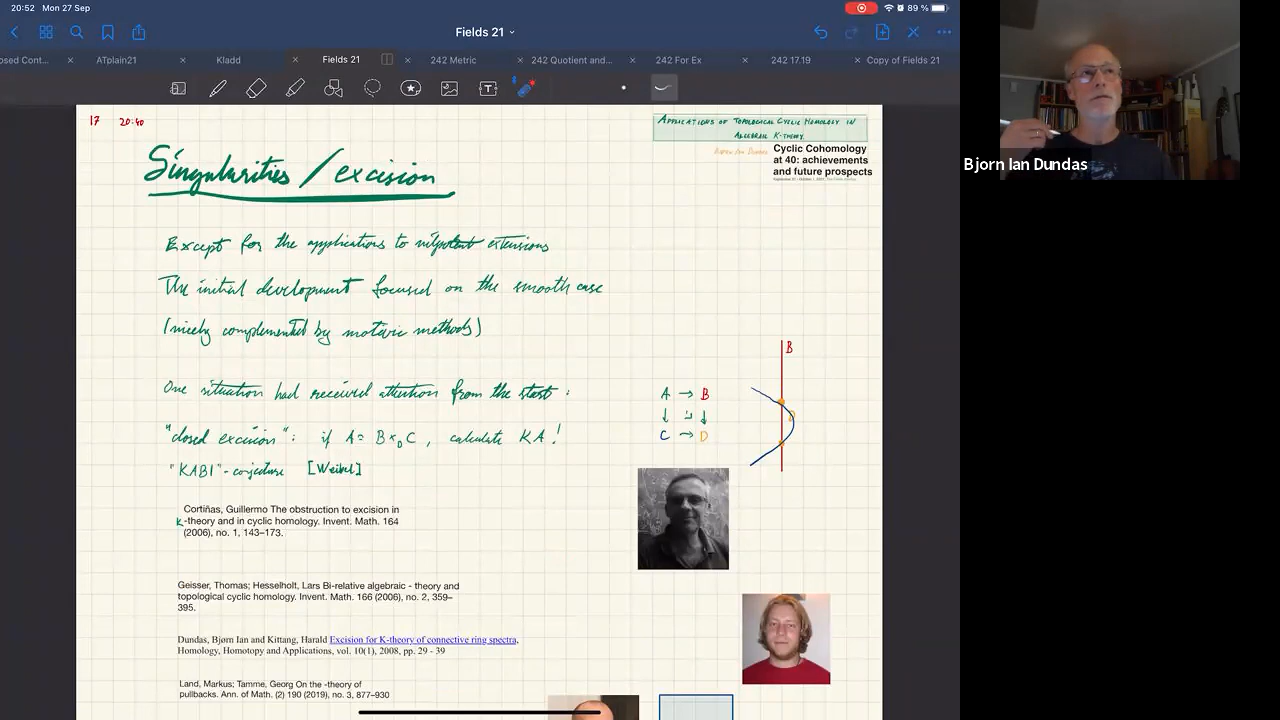 20:52 Mon 27 Sep
89 %
Fields 21
osed Cont...
ATplain21
Kladd
Fields 21
242 Metric
242 Quotient and...
242 For Ex
242 17.19
Copy of Fields 21
17 20:40
APPLICATIONS OF TOPOLOGICAL CYCLIC HOMOLOGY IN
ALGEBRAIC K-THEORY
BJØRN IAN DUNDAS
Cyclic Cohomology
at 40: achievements
and future prospects
Singularities / excision
Except for the applications to nilpotent extensions
The initial development focused on the smooth case
(nicely complemented by motivic methods)
One situation had received attention from the start:
"closed excision": if A = B ×_D C, calculate KA!
"KABI"-conjecture [Weibel]
A → B
↓ ↓
C → D
B
D
Cortiñas, Guillermo The obstruction to excision in
K-theory and in cyclic homology. Invent. Math. 164
(2006), no. 1, 143–173.
Geisser, Thomas; Hesselholt, Lars Bi-relative algebraic - theory and
topological cyclic homology. Invent. Math. 166 (2006), no. 2, 359–
395.
Dundas, Bjørn Ian and Kittang, Harald Excision for K-theory of connective ring spectra,
Homology, Homotopy and Applications, vol. 10(1), 2008, pp. 29 - 39
Land, Markus; Tamme, Georg On the -theory of
pullbacks. Ann. of Math. (2) 190 (2019), no. 3, 877–930
Bjorn Ian Dundas